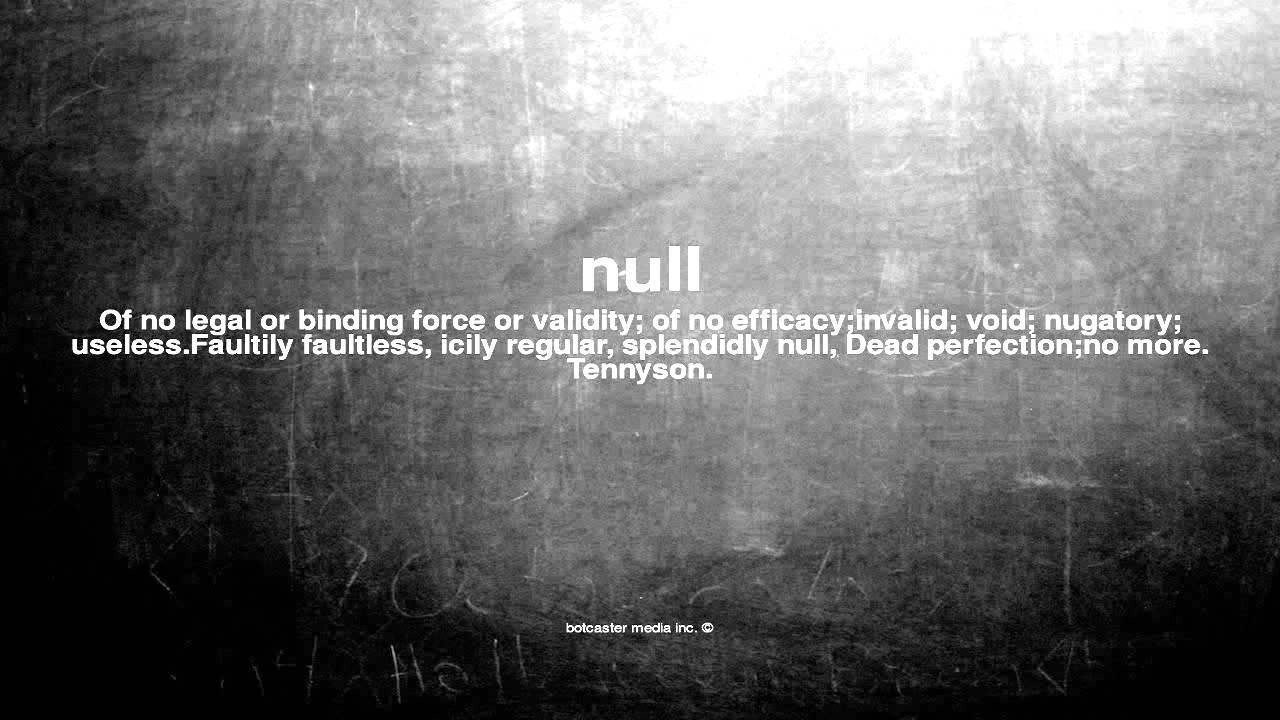 null
Of no legal or binding force or validity; of no efficacy;invalid; void; nugatory;
useless.Faultily faultless, icily regular, splendidly null, Dead perfection;no more.
Tennyson.
botcaster media inc. ©